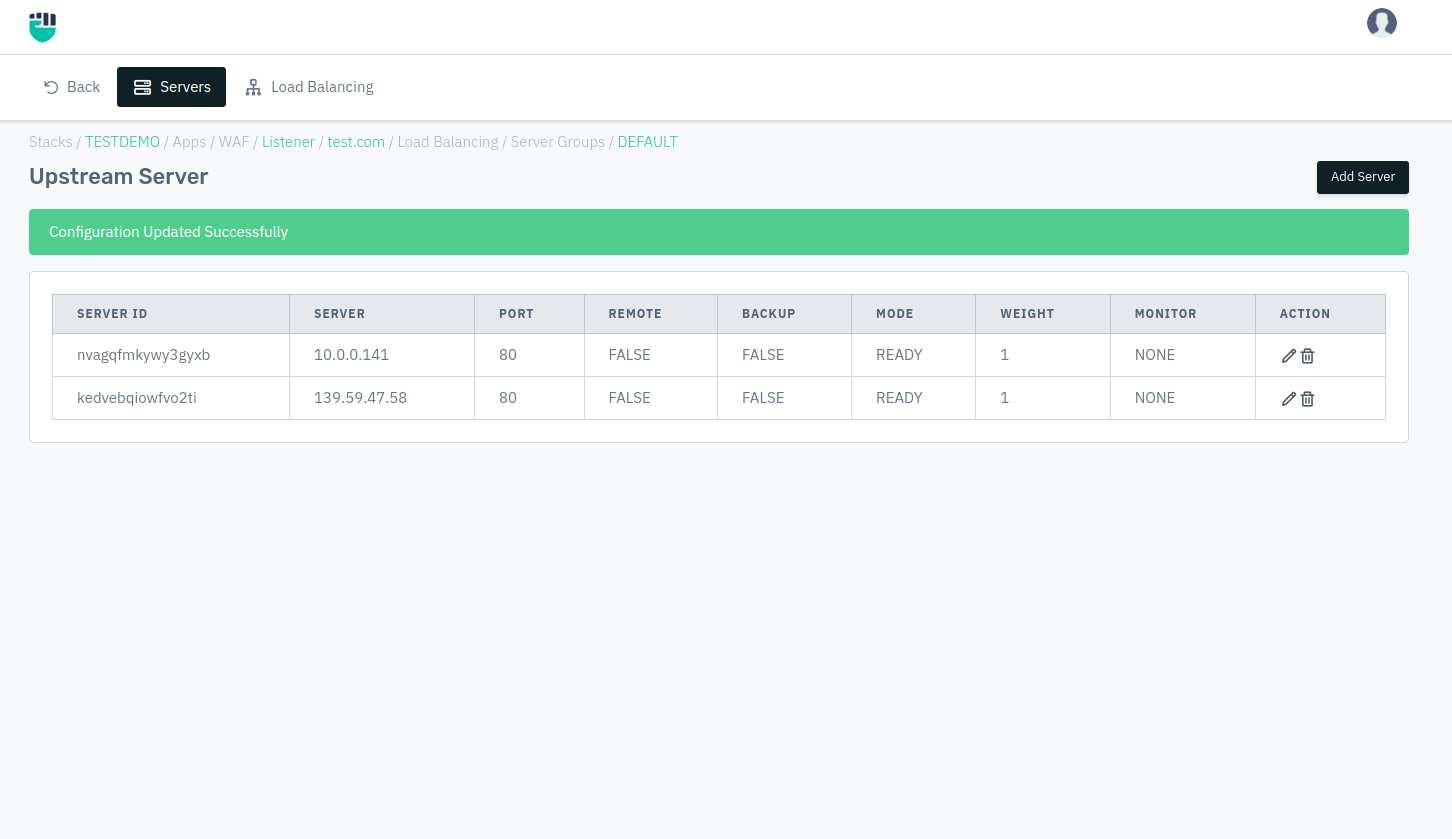 Back Servers Load Balancing
Stacks / TESTDEMO / Apps / WAF / Listener / test.com / Load Balancing / Server Groups / DEFAULT
Upstream Server Add Server
Configuration Updated Successfully
SERVER ID SERVER PORT REMOTE BACKUP MODE WEIGHT MONITOR ACTION
nvagqfmkywy3gyxb 10.0.0.141 80 FALSE FALSE READY 1 NONE
kedvebqiowfvo2ti 139.59.47.58 80 FALSE FALSE READY 1 NONE